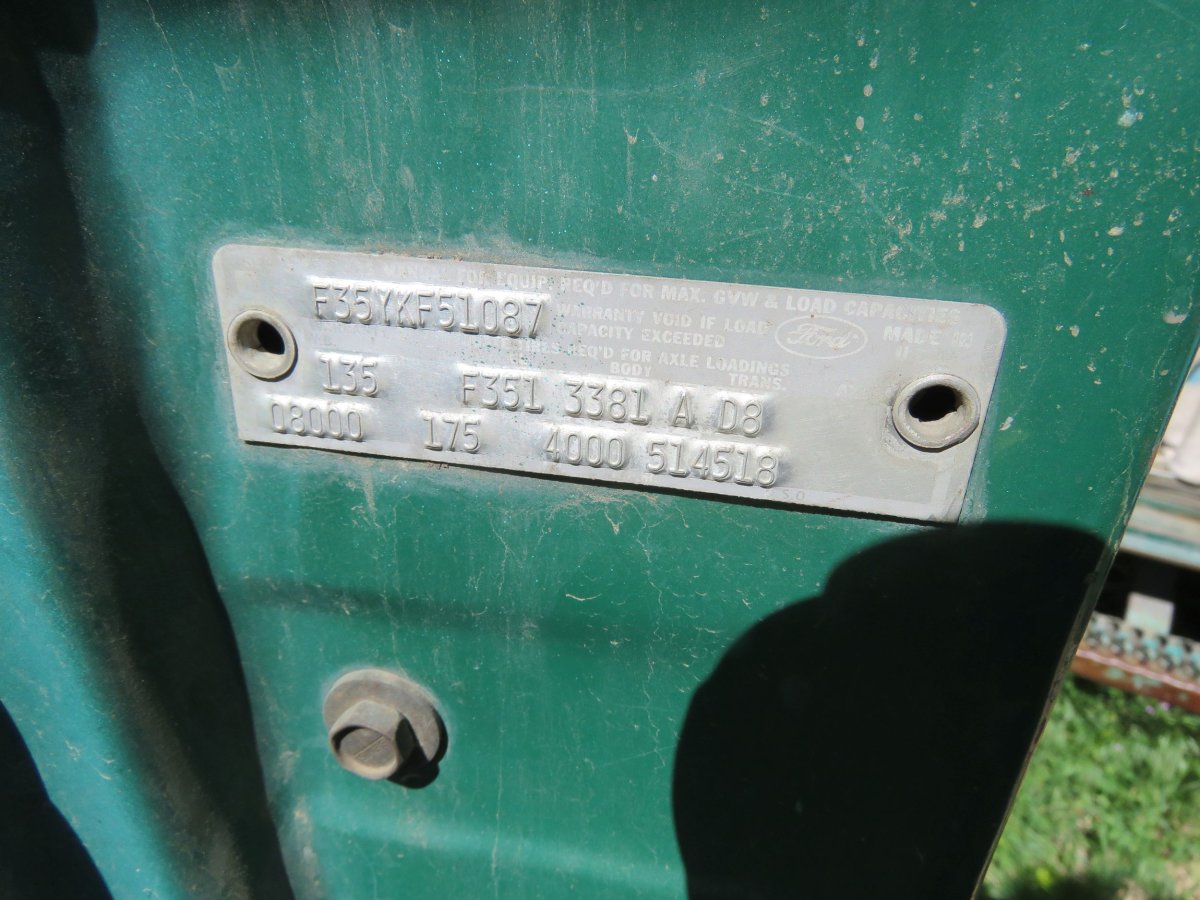 FOR EQUIP. REQ'D FOR MAX. GVW & LOAD CAPACITIES
F35YKF51087
WARRANTY VOID IF LOAD
CAPACITY EXCEEDED
Ford
MADE IN
REQ'D FOR AXLE LOADINGS
BODY TRANS.
135 F351 3381 A D8
08000 175 4000 514518